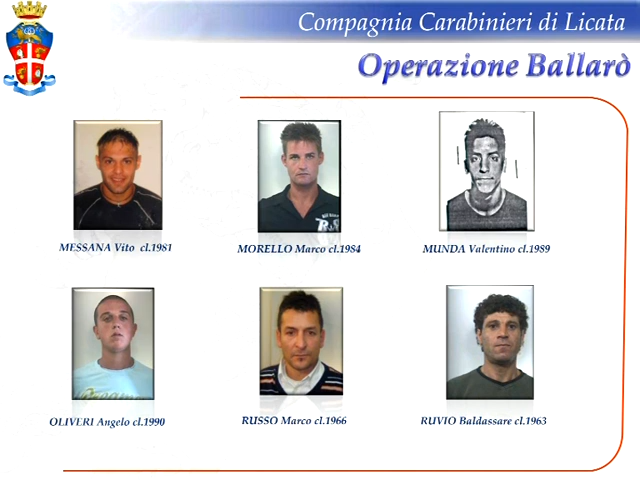 Compagnia Carabinieri di Licata
Operazione Ballarò
MESSANA Vito cl.1981
MORELLO Marco cl.1984
MUNDA Valentino cl.1989
OLIVERI Angelo cl.1990
RUSSO Marco cl.1966
RUVIO Baldassare cl.1963